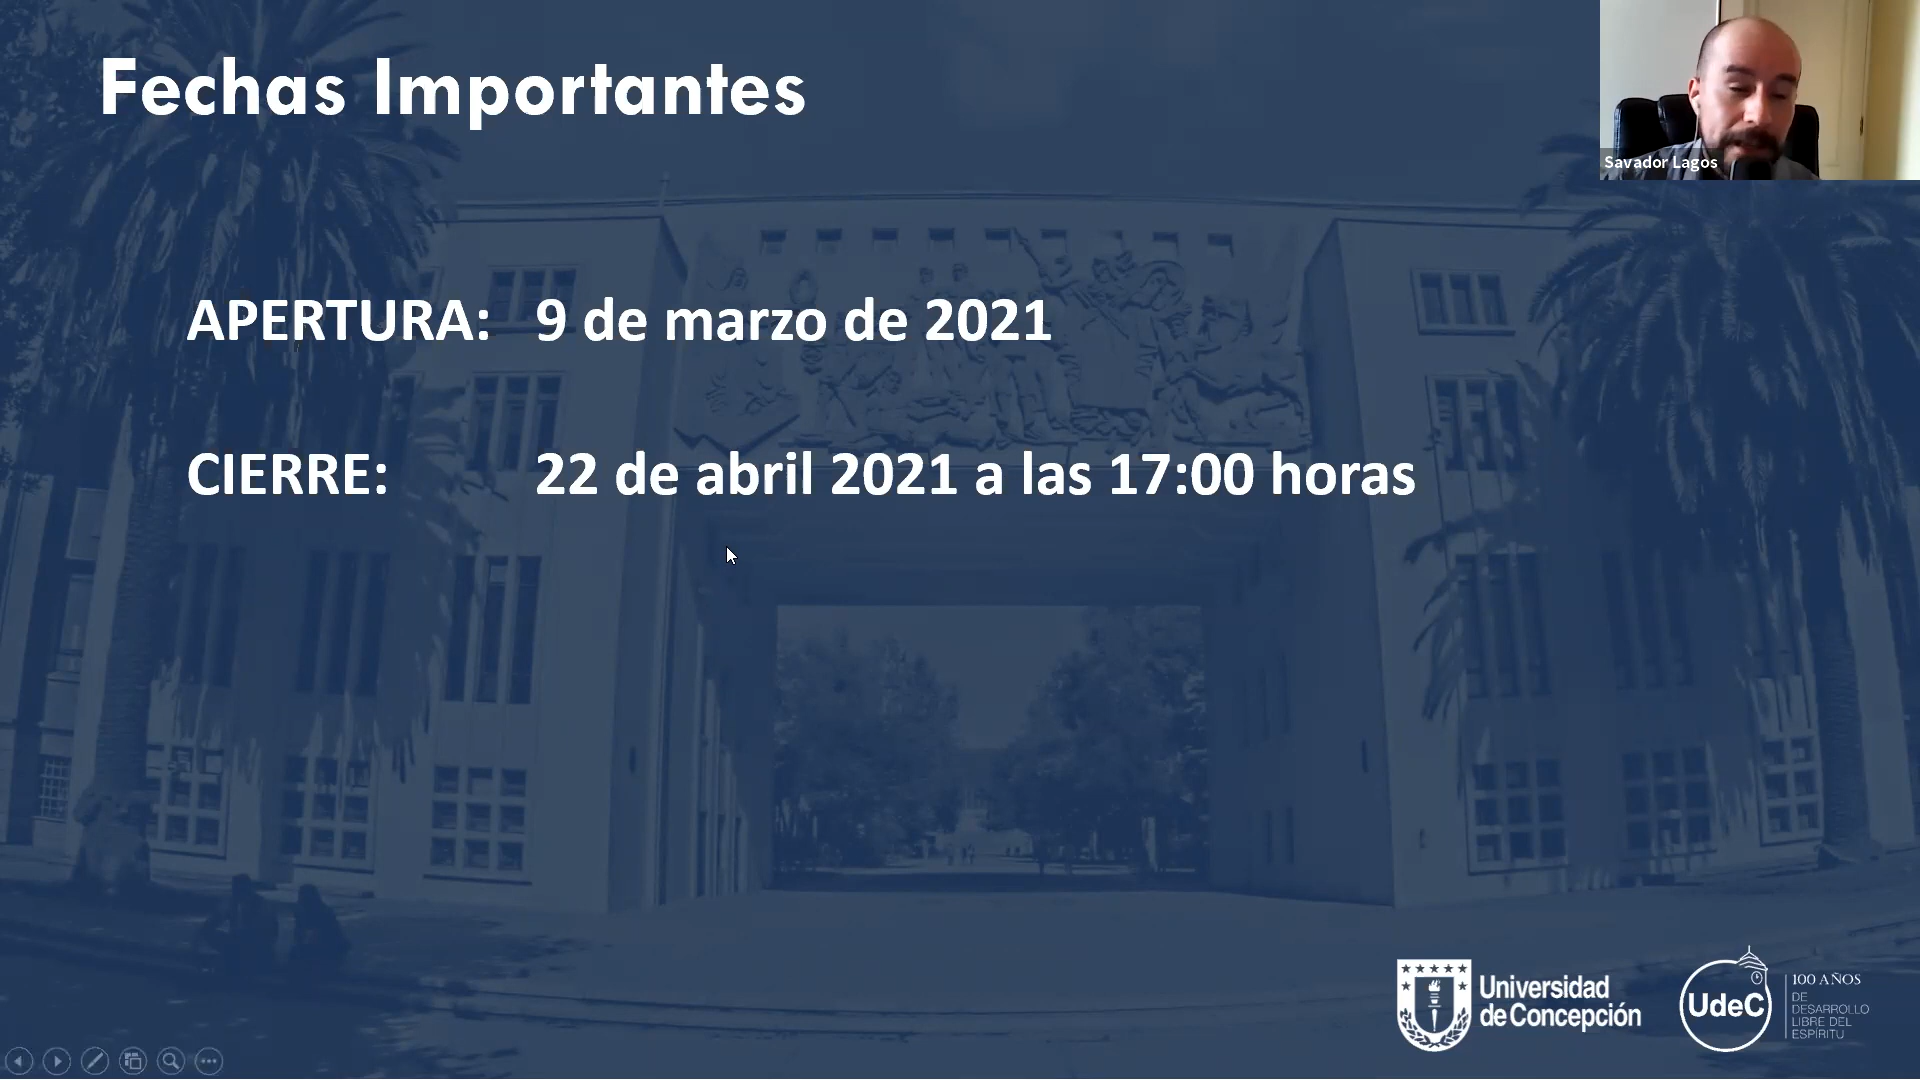 Fechas Importantes
Savador Lagos
APERTURA: 9 de marzo de 2021
CIERRE: 22 de abril 2021 a las 17:00 horas
Universidad
de Concepción
UdeC
100 AÑOS
DE
DESARROLLO
LIBRE DEL
ESPÍRITU